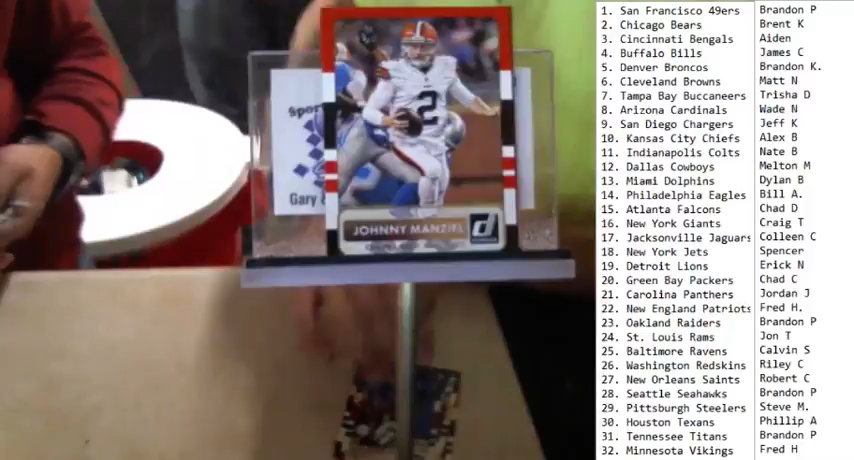 spor
Gary
2
JOHNNY MANZIEL
1. San Francisco 49ers Brandon P
2. Chicago Bears Brent K
3. Cincinnati Bengals Aiden
4. Buffalo Bills James C
5. Denver Broncos Brandon K.
6. Cleveland Browns Matt N
7. Tampa Bay Buccaneers Trisha D
8. Arizona Cardinals Wade N
9. San Diego Chargers Jeff K
10. Kansas City Chiefs Alex B
11. Indianapolis Colts Nate B
12. Dallas Cowboys Melton M
13. Miami Dolphins Dylan B
14. Philadelphia Eagles Bill A.
15. Atlanta Falcons Chad D
16. New York Giants Craig T
17. Jacksonville Jaguars Colleen C
18. New York Jets Spencer
19. Detroit Lions Erick N
20. Green Bay Packers Chad C
21. Carolina Panthers Jordan J
22. New England Patriots Fred H.
23. Oakland Raiders Brandon P
24. St. Louis Rams Jon T
25. Baltimore Ravens Calvin S
26. Washington Redskins Riley C
27. New Orleans Saints Robert C
28. Seattle Seahawks Brandon P
29. Pittsburgh Steelers Steve M.
30. Houston Texans Phillip A
31. Tennessee Titans Brandon P
32. Minnesota Vikings Fred H